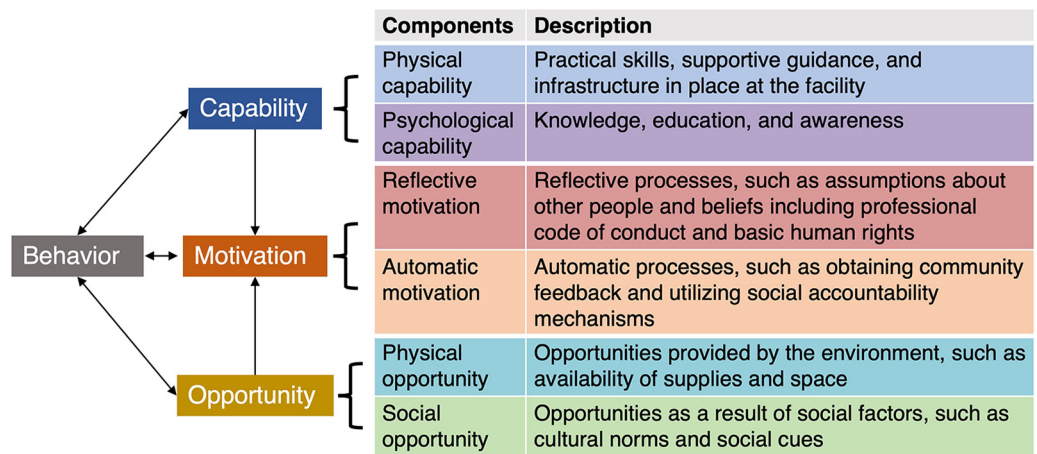 Components Description
Physical capability
Practical skills, supportive guidance, and
infrastructure in place at the facility
Capability
Psychological capability
Knowledge, education, and awareness
Reflective motivation
Reflective processes, such as assumptions about
other people and beliefs including professional
code of conduct and basic human rights
Behavior
Motivation
Automatic motivation
Automatic processes, such as obtaining community
feedback and utilizing social accountability
mechanisms
Physical opportunity
Opportunities provided by the environment, such as
availability of supplies and space
Opportunity
Social opportunity
Opportunities as a result of social factors, such as
cultural norms and social cues